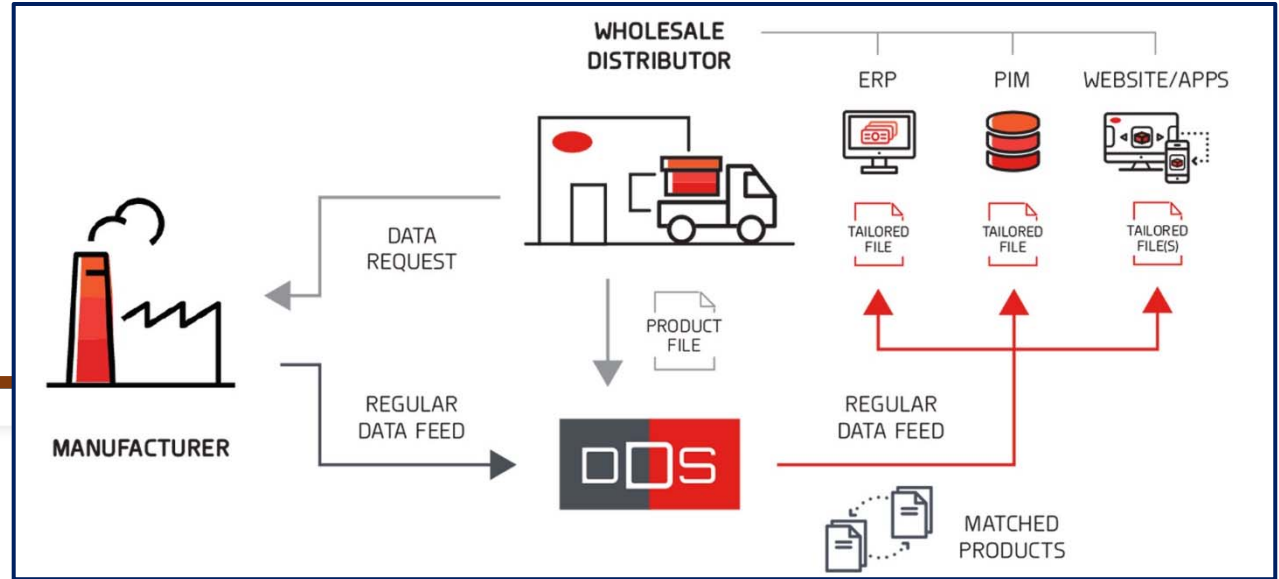 WHOLESALE
DISTRIBUTOR
ERP
PIM
WEBSITE/APPS
TAILORED
FILE
TAILORED
FILE
TAILORED
FILE(S)
DATA
REQUEST
PRODUCT
FILE
MANUFACTURER
REGULAR
DATA FEED
DDS
REGULAR
DATA FEED
MATCHED
PRODUCTS